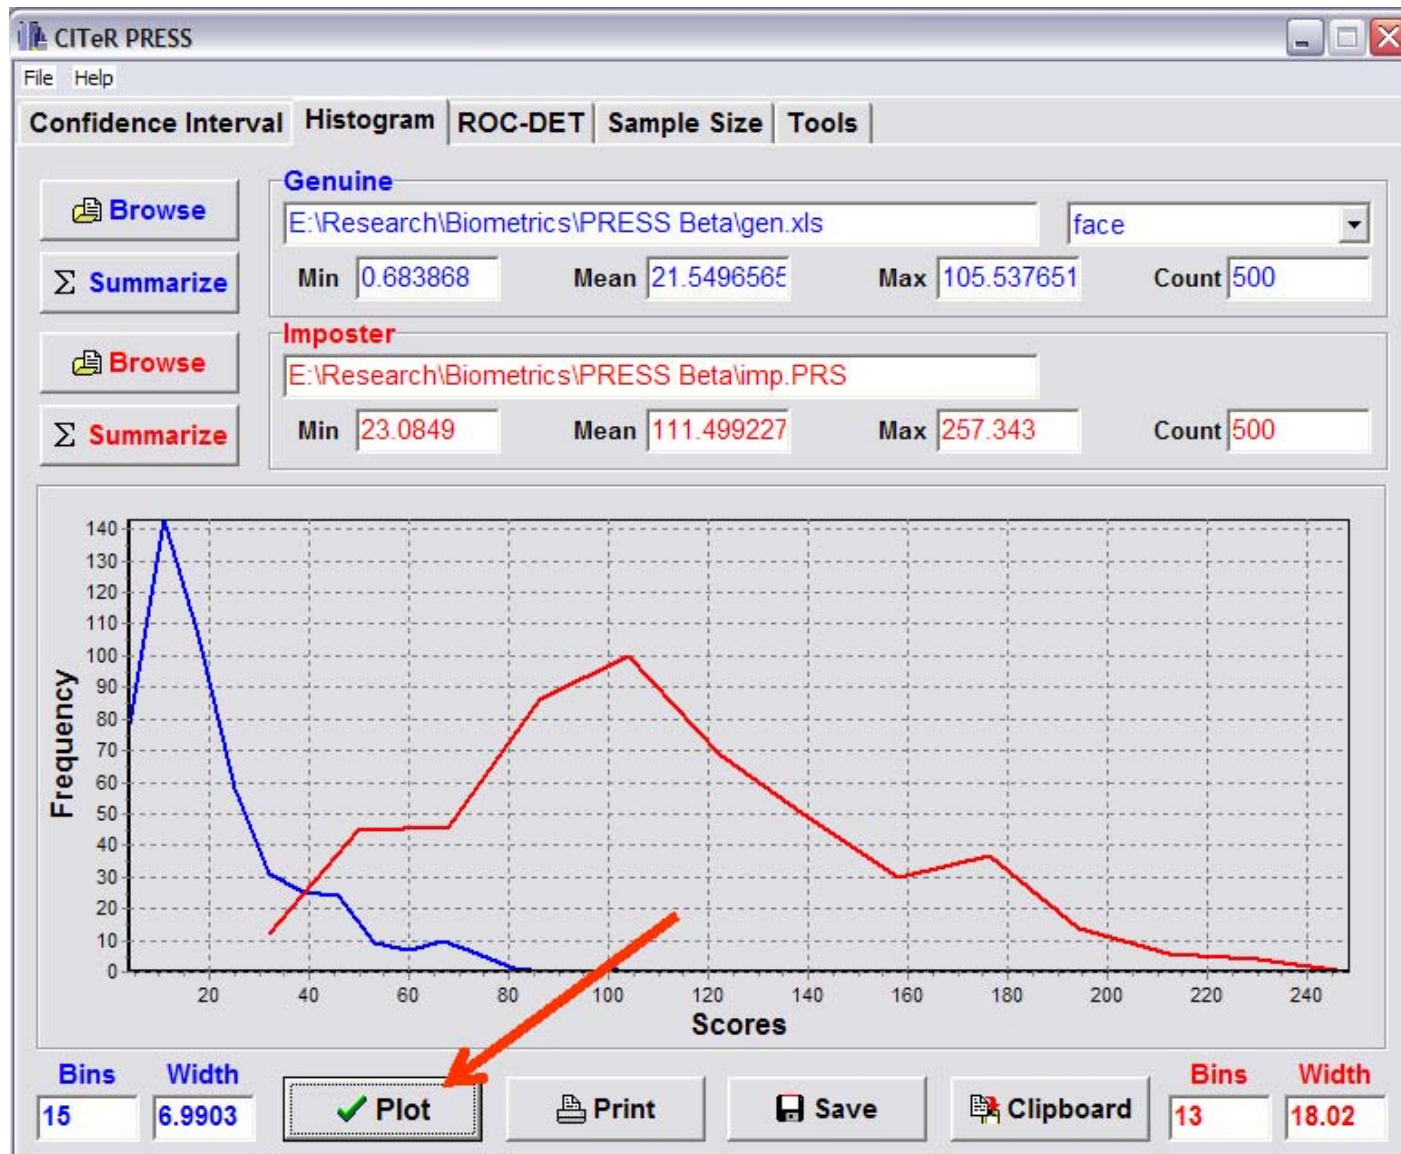 CITeR PRESS
File Help
Confidence Interval Histogram ROC-DET Sample Size Tools
Genuine
Browse E:\Research\Biometrics\PRESS Beta\gen.xls face
Σ Summarize Min 0.683868 Mean 21.5496565 Max 105.537651 Count 500
Imposter
Browse E:\Research\Biometrics\PRESS Beta\imp.PRS
Σ Summarize Min 23.0849 Mean 111.499227 Max 257.343 Count 500
140
130
120
110
100
90
80
70
60
50
40
30
20
10
0
Frequency
20 40 60 80 100 120 140 160 180 200 220 240
Scores
Bins Width Bins Width
15 6.9903 Plot Print Save Clipboard 13 18.02